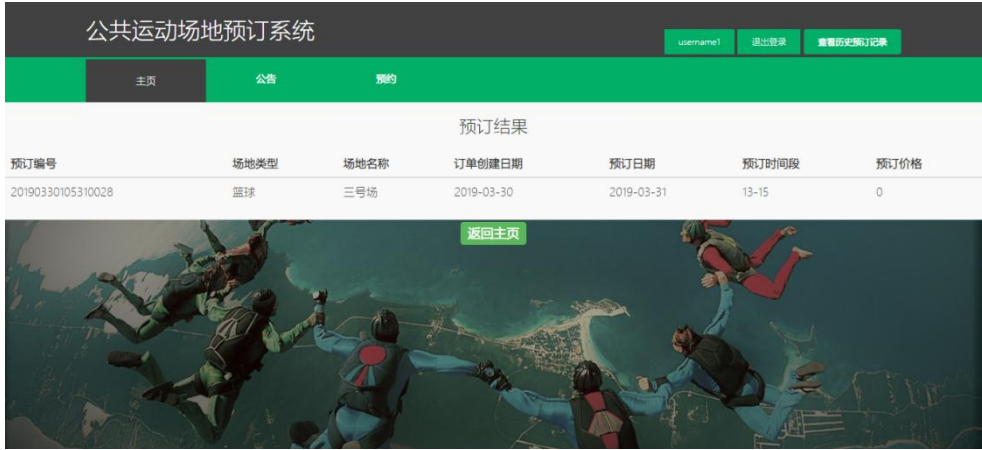 公共运动场地预订系统
username1 退出登录 查看历史预订记录
主页 公告 预约
预订结果
预订编号 场地类型 场地名称 订单创建日期 预订日期 预订时间段 预订价格
20190330105310028 篮球 三号场 2019-03-30 2019-03-31 13-15 0
返回主页